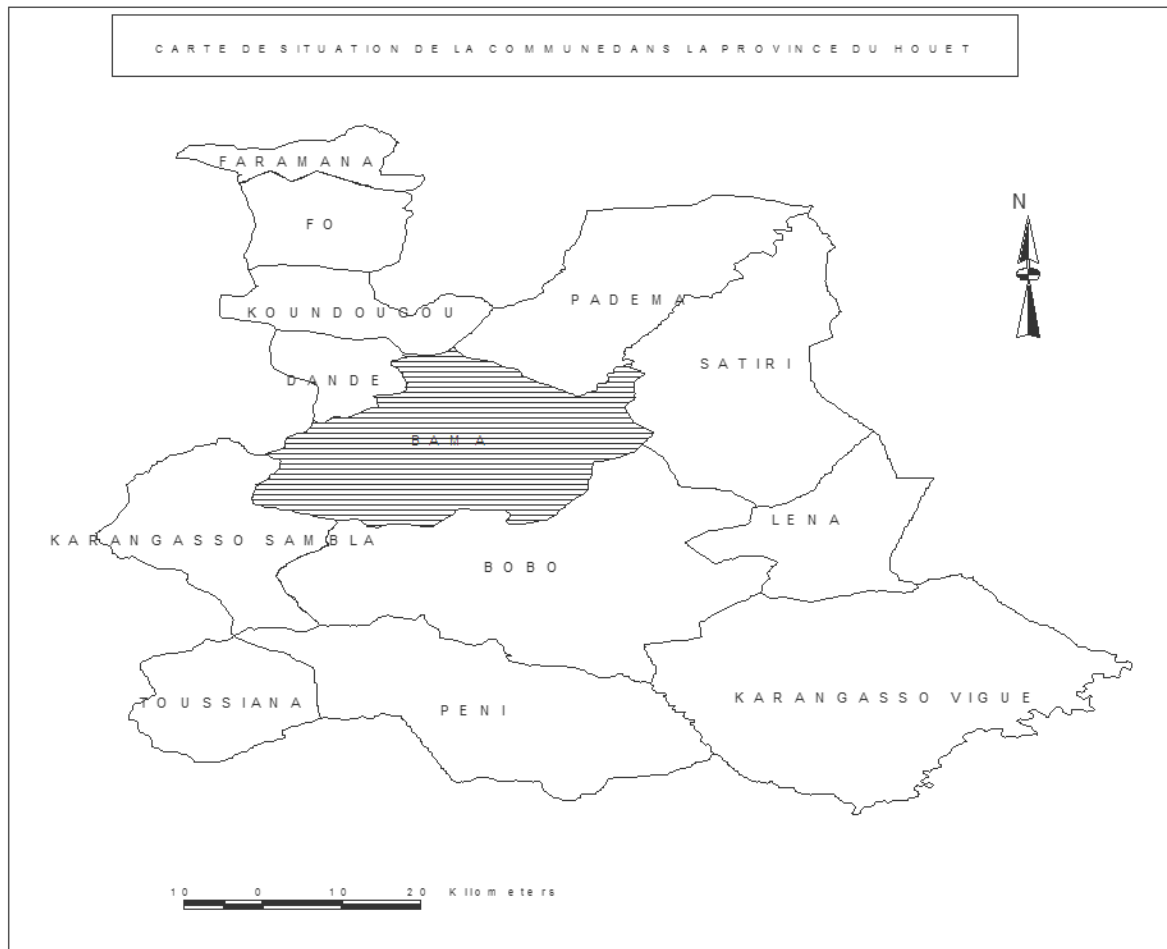 CARTE DE SITUATION DE LA COMMUNEDANS LA PROVINCE DU HOUET
FARAMANA
N
FO
PADEMA
KOUNDOUGOU
SATIRI
DANDE
BAMA
LENA
KARANGASSO SAMBLA
BOBO
KARANGASSO VIGUE
TOUSSIANA
PENI
10 0 10 20 Kilometers